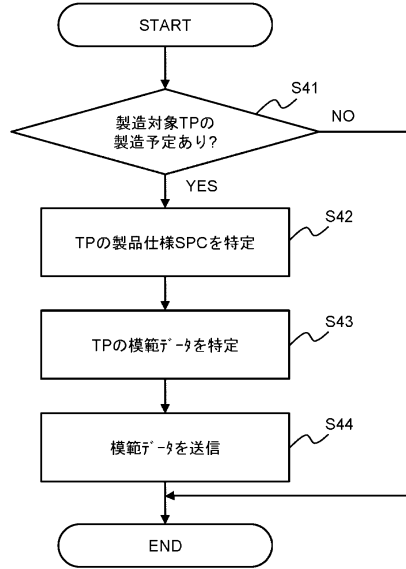 START
S41
製造対象TPの
製造予定あり?
NO
YES
S42
TPの製品仕様SPCを特定
S43
TPの模範ﾃﾞｰﾀを特定
S44
模範ﾃﾞｰﾀを送信
END